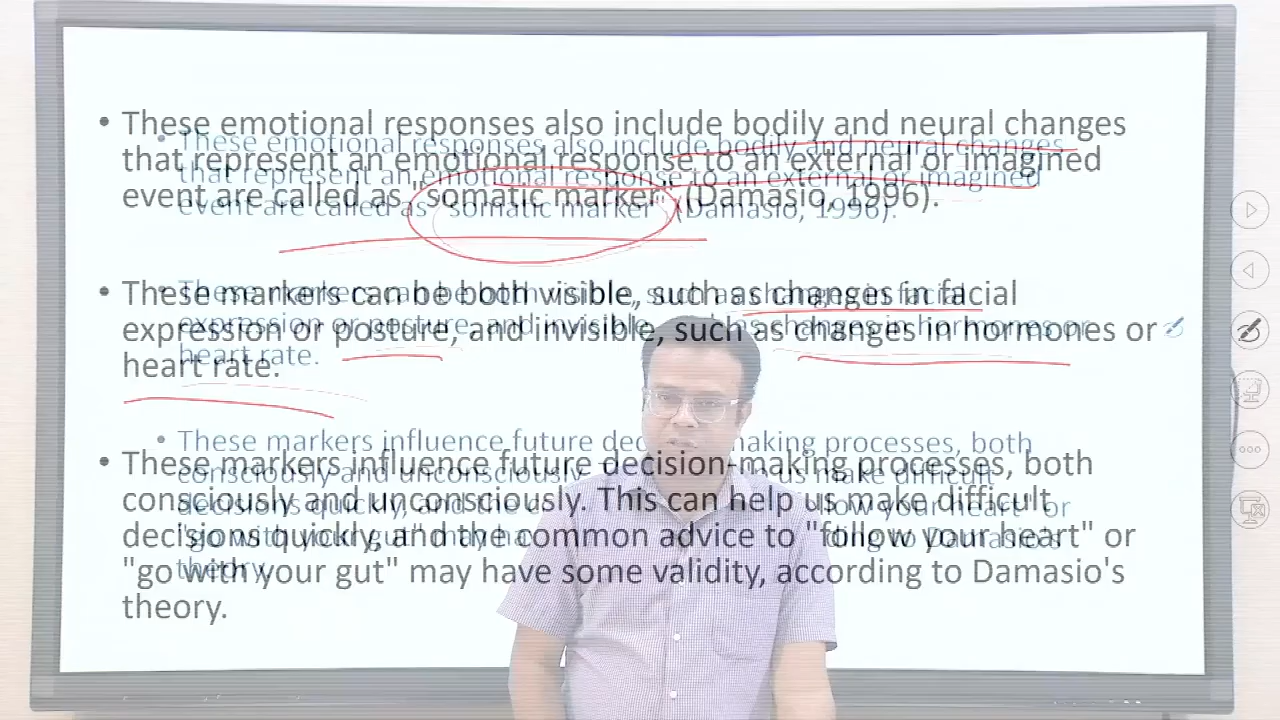 • These emotional responses also include bodily and neural changes
that represent an emotional response to an external or imagined
event are called as "somatic marker" (Damasio, 1996).
• These markers can be both visible, such as changes in facial
expression or posture, and invisible, such as changes in hormones or
heart rate.
• These markers influence future decision-making processes, both
consciously and unconsciously. This can help us make difficult
decisions quickly, and the common advice to "follow your heart" or
"go with your gut" may have some validity, according to Damasio's
theory.